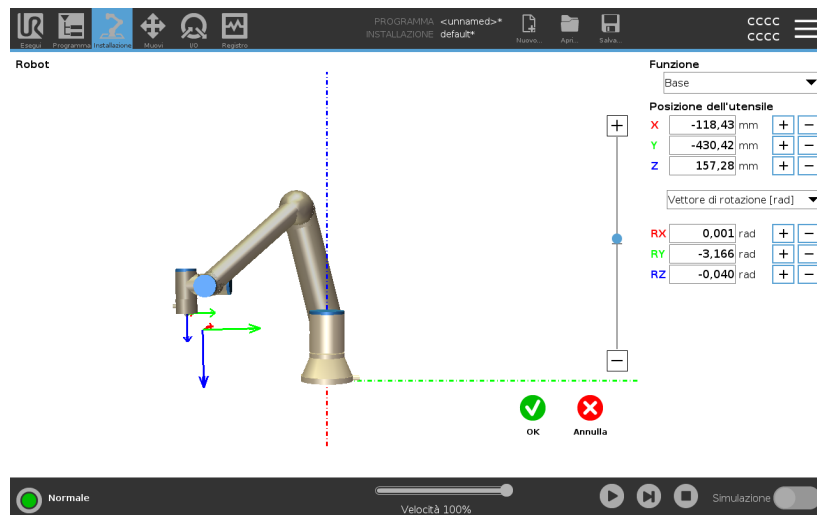 UR
Esegui Programma Installazione Muovi I/O Registro
PROGRAMMA <unnamed>*
INSTALLAZIONE default*
Nuovo... Apri... Salva...
cccc
cccc
Robot
Funzione
Base
Posizione dell'utensile
X -118,43 mm + −
Y -430,42 mm + −
Z 157,28 mm + −
Vettore di rotazione [rad]
RX 0,001 rad + −
RY -3,166 rad + −
RZ -0,040 rad + −
+
−
OK Annulla
Normale
Velocità 100%
Simulazione